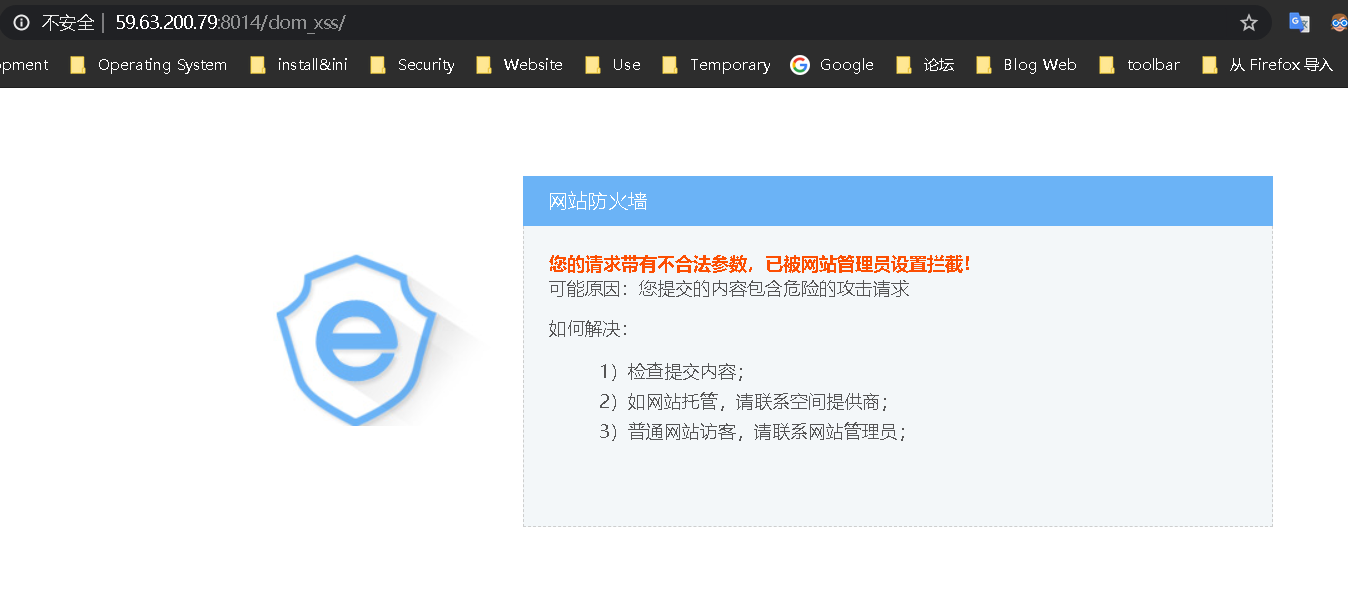 不安全 | 59.63.200.79:8014/dom_xss/
opment Operating System install&ini Security Website Use Temporary Google 论坛 Blog Web toolbar 从 Firefox 导入
网站防火墙
您的请求带有不合法参数，已被网站管理员设置拦截！
可能原因：您提交的内容包含危险的攻击请求
如何解决：
1）检查提交内容；
2）如网站托管，请联系空间提供商；
3）普通网站访客，请联系网站管理员；